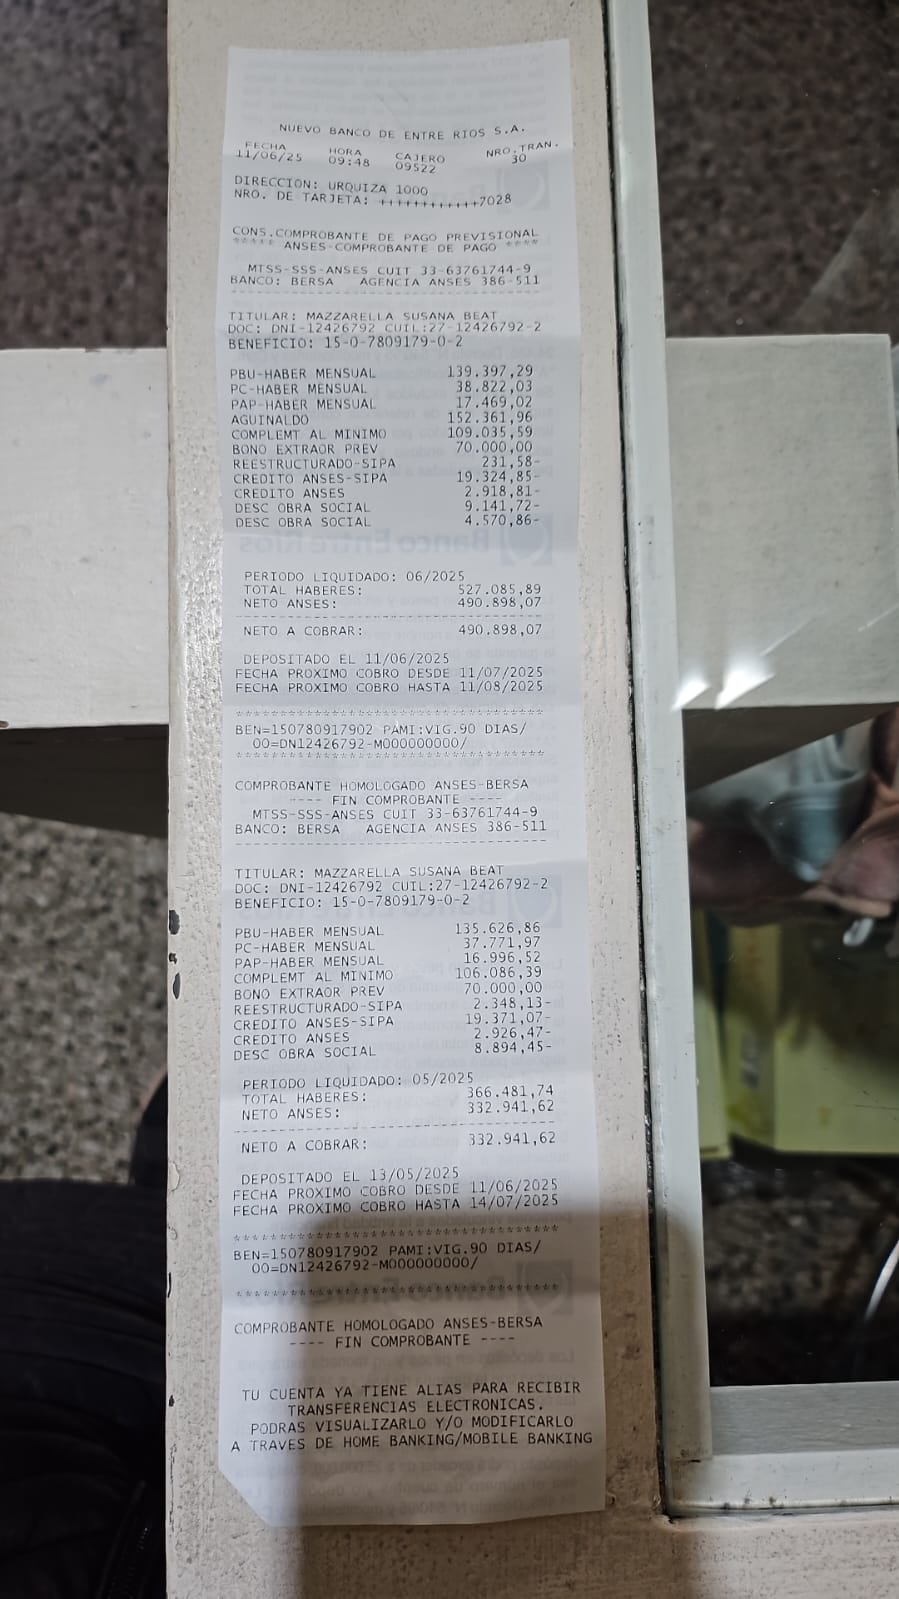 NUEVO BANCO DE ENTRE RIOS S.A.
FECHA HORA CAJERO NRO.TRAN.
11/06/25 09:48 09522 30
DIRECCION: URQUIZA 1000
NRO. DE TARJETA: ++++++++++++7028
CONS.COMPROBANTE DE PAGO PREVISIONAL
***** ANSES-COMPROBANTE DE PAGO ****
MTSS-SSS-ANSES CUIT 33-63761744-9
BANCO: BERSA AGENCIA ANSES 386-511
------------------------------------
TITULAR: MAZZARELLA SUSANA BEAT
DOC: DNI-12426792 CUIL:27-12426792-2
BENEFICIO: 15-0-7809179-0-2
PBU-HABER MENSUAL 139.397,29
PC-HABER MENSUAL 38.822,03
PAP-HABER MENSUAL 17.469,02
AGUINALDO 152.361,96
COMPLEMT AL MINIMO 109.035,59
BONO EXTRAOR PREV 70.000,00
REESTRUCTURADO-SIPA 231,58-
CREDITO ANSES-SIPA 19.324,85-
CREDITO ANSES 2.918,81-
DESC OBRA SOCIAL 9.141,72-
DESC OBRA SOCIAL 4.570,86-
PERIODO LIQUIDADO: 06/2025
TOTAL HABERES: 527.085,89
NETO ANSES: 490.898,07
------------------------------------
NETO A COBRAR: 490.898,07
DEPOSITADO EL 11/06/2025
FECHA PROXIMO COBRO DESDE 11/07/2025
FECHA PROXIMO COBRO HASTA 11/08/2025
************************************
BEN=150780917902 PAMI:VIG.90 DIAS/
00=DN12426792-M000000000/
************************************
COMPROBANTE HOMOLOGADO ANSES-BERSA
---- FIN COMPROBANTE ----
MTSS-SSS-ANSES CUIT 33-63761744-9
BANCO: BERSA AGENCIA ANSES 386-511
------------------------------------
TITULAR: MAZZARELLA SUSANA BEAT
DOC: DNI-12426792 CUIL:27-12426792-2
BENEFICIO: 15-0-7809179-0-2
PBU-HABER MENSUAL 135.626,86
PC-HABER MENSUAL 37.771,97
PAP-HABER MENSUAL 16.996,52
COMPLEMT AL MINIMO 106.086,39
BONO EXTRAOR PREV 70.000,00
REESTRUCTURADO-SIPA 2.348,13-
CREDITO ANSES-SIPA 19.371,07-
CREDITO ANSES 2.926,47-
DESC OBRA SOCIAL 8.894,45-
PERIODO LIQUIDADO: 05/2025
TOTAL HABERES: 366.481,74
NETO ANSES: 332.941,62
------------------------------------
NETO A COBRAR: 332.941,62
DEPOSITADO EL 13/05/2025
FECHA PROXIMO COBRO DESDE 11/06/2025
FECHA PROXIMO COBRO HASTA 14/07/2025
************************************
BEN=150780917902 PAMI:VIG.90 DIAS/
00=DN12426792-M000000000/
************************************
COMPROBANTE HOMOLOGADO ANSES-BERSA
---- FIN COMPROBANTE ----
TU CUENTA YA TIENE ALIAS PARA RECIBIR
TRANSFERENCIAS ELECTRONICAS.
PODRAS VISUALIZARLO Y/O MODIFICARLO
A TRAVES DE HOME BANKING/MOBILE BANKING